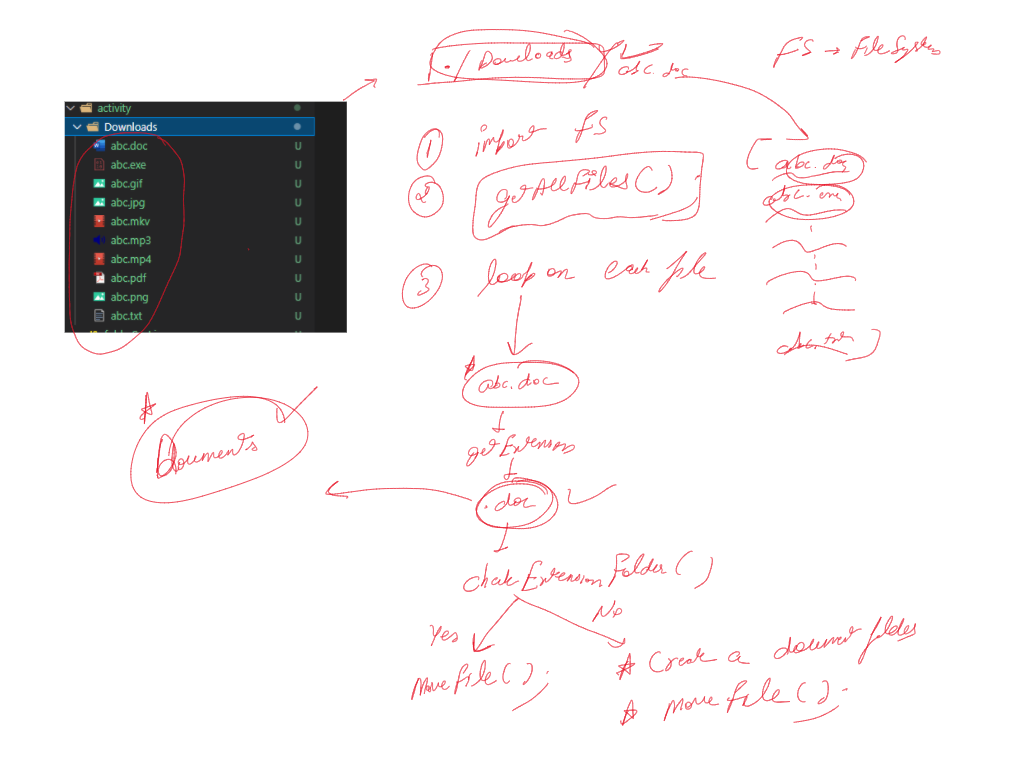 ./Downloads
abc.doc
FS → FileSystem
activity
Downloads
abc.doc U
abc.exe U
abc.gif U
abc.jpg U
abc.mkv U
abc.mp3 U
abc.mp4 U
abc.pdf U
abc.png U
abc.txt U
1 import FS
2 getAllFiles()
3 loop on each file
[ abc.doc
abc.exe
abc.txt ]
abc.doc
getExtension
.doc
Documents
checkExtensionFolder()
Yes
No
MoveFile();
Create a document folder
Move file();